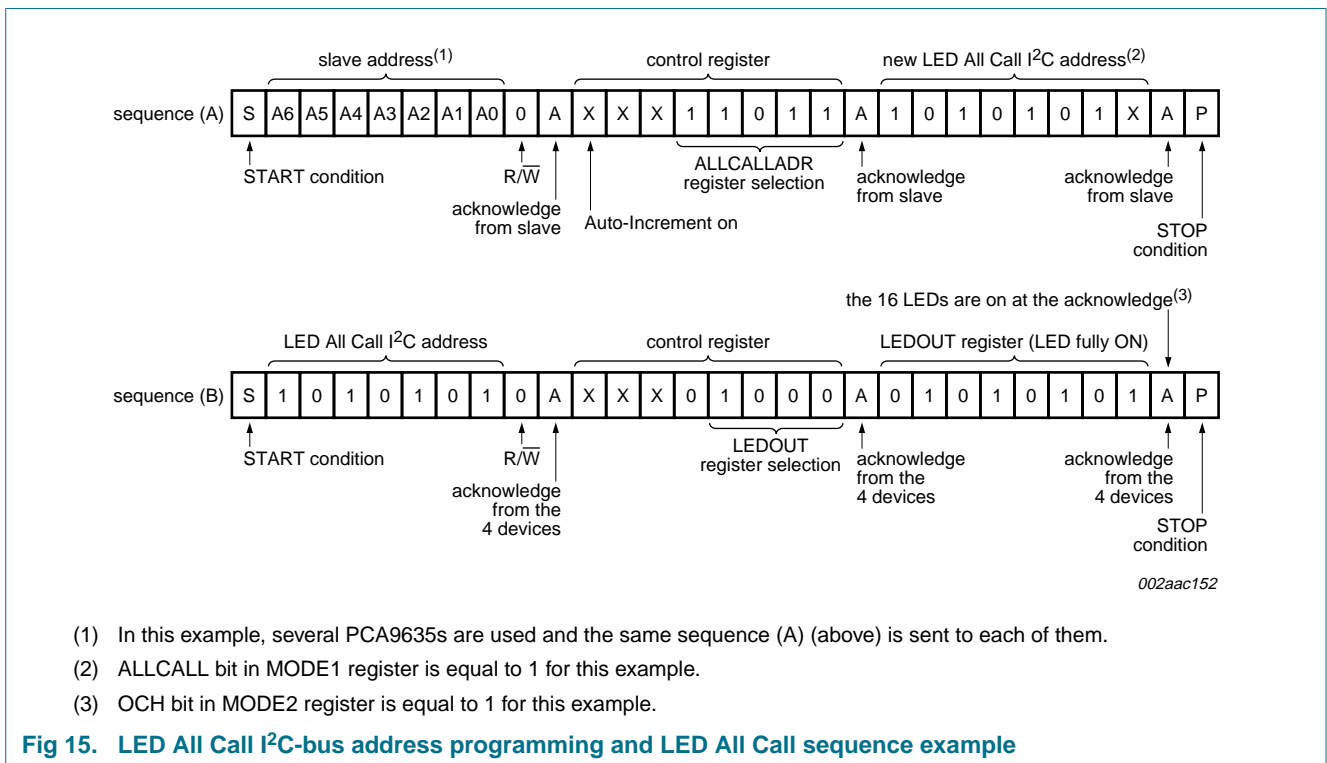 slave address(1) control register new LED All Call I2C address(2)
sequence (A) S A6 A5 A4 A3 A2 A1 A0 0 A X X X 1 1 0 1 1 A 1 0 1 0 1 0 1 X A P
START condition
R/W̅
acknowledge
from slave
Auto-Increment on
ALLCALLADR
register selection
acknowledge
from slave
acknowledge
from slave
STOP
condition
the 16 LEDs are on at the acknowledge(3)
LED All Call I2C address control register LEDOUT register (LED fully ON)
sequence (B) S 1 0 1 0 1 0 1 0 A X X X 0 1 0 0 0 A 0 1 0 1 0 1 0 1 A P
START condition
R/W̅
acknowledge
from the
4 devices
LEDOUT
register selection
acknowledge
from the
4 devices
acknowledge
from the
4 devices
STOP
condition
002aac152
(1) In this example, several PCA9635s are used and the same sequence (A) (above) is sent to each of them.
(2) ALLCALL bit in MODE1 register is equal to 1 for this example.
(3) OCH bit in MODE2 register is equal to 1 for this example.
Fig 15. LED All Call I2C-bus address programming and LED All Call sequence example